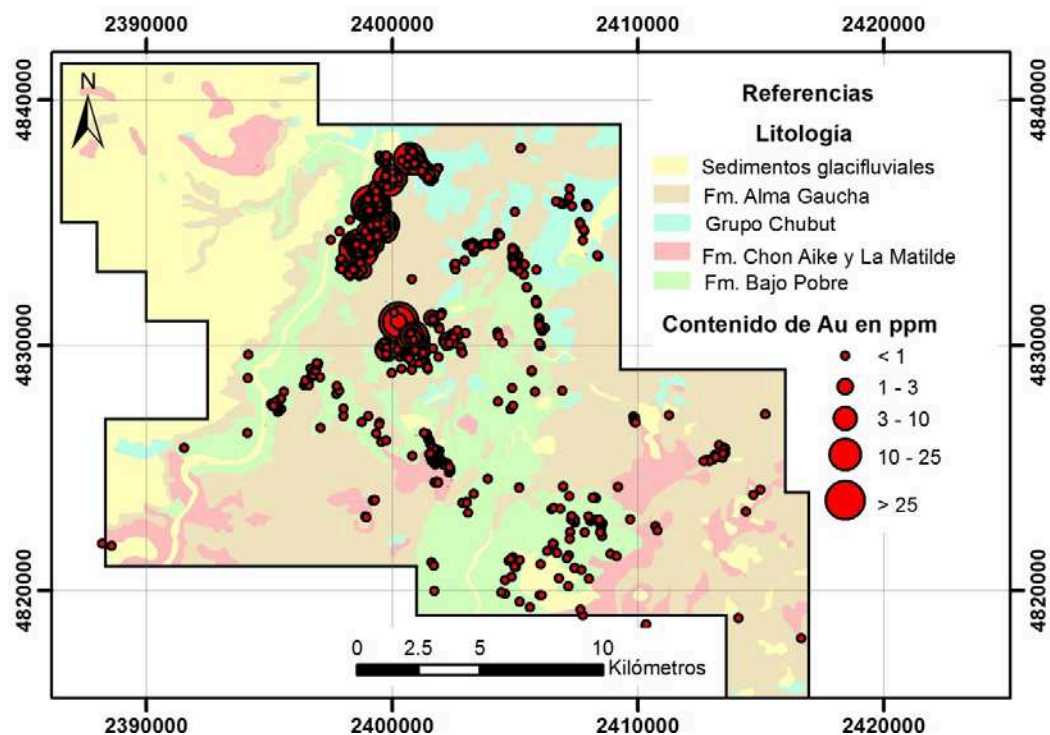 2390000 2400000 2410000 2420000
4840000
4830000
4820000
N
Referencias
Litología
Sedimentos glacifluviales
Fm. Alma Gaucha
Grupo Chubut
Fm. Chon Aike y La Matilde
Fm. Bajo Pobre
Contenido de Au en ppm
< 1
1 - 3
3 - 10
10 - 25
> 25
4840000
4830000
4820000
0 2.5 5 10
Kilómetros
2390000 2400000 2410000 2420000